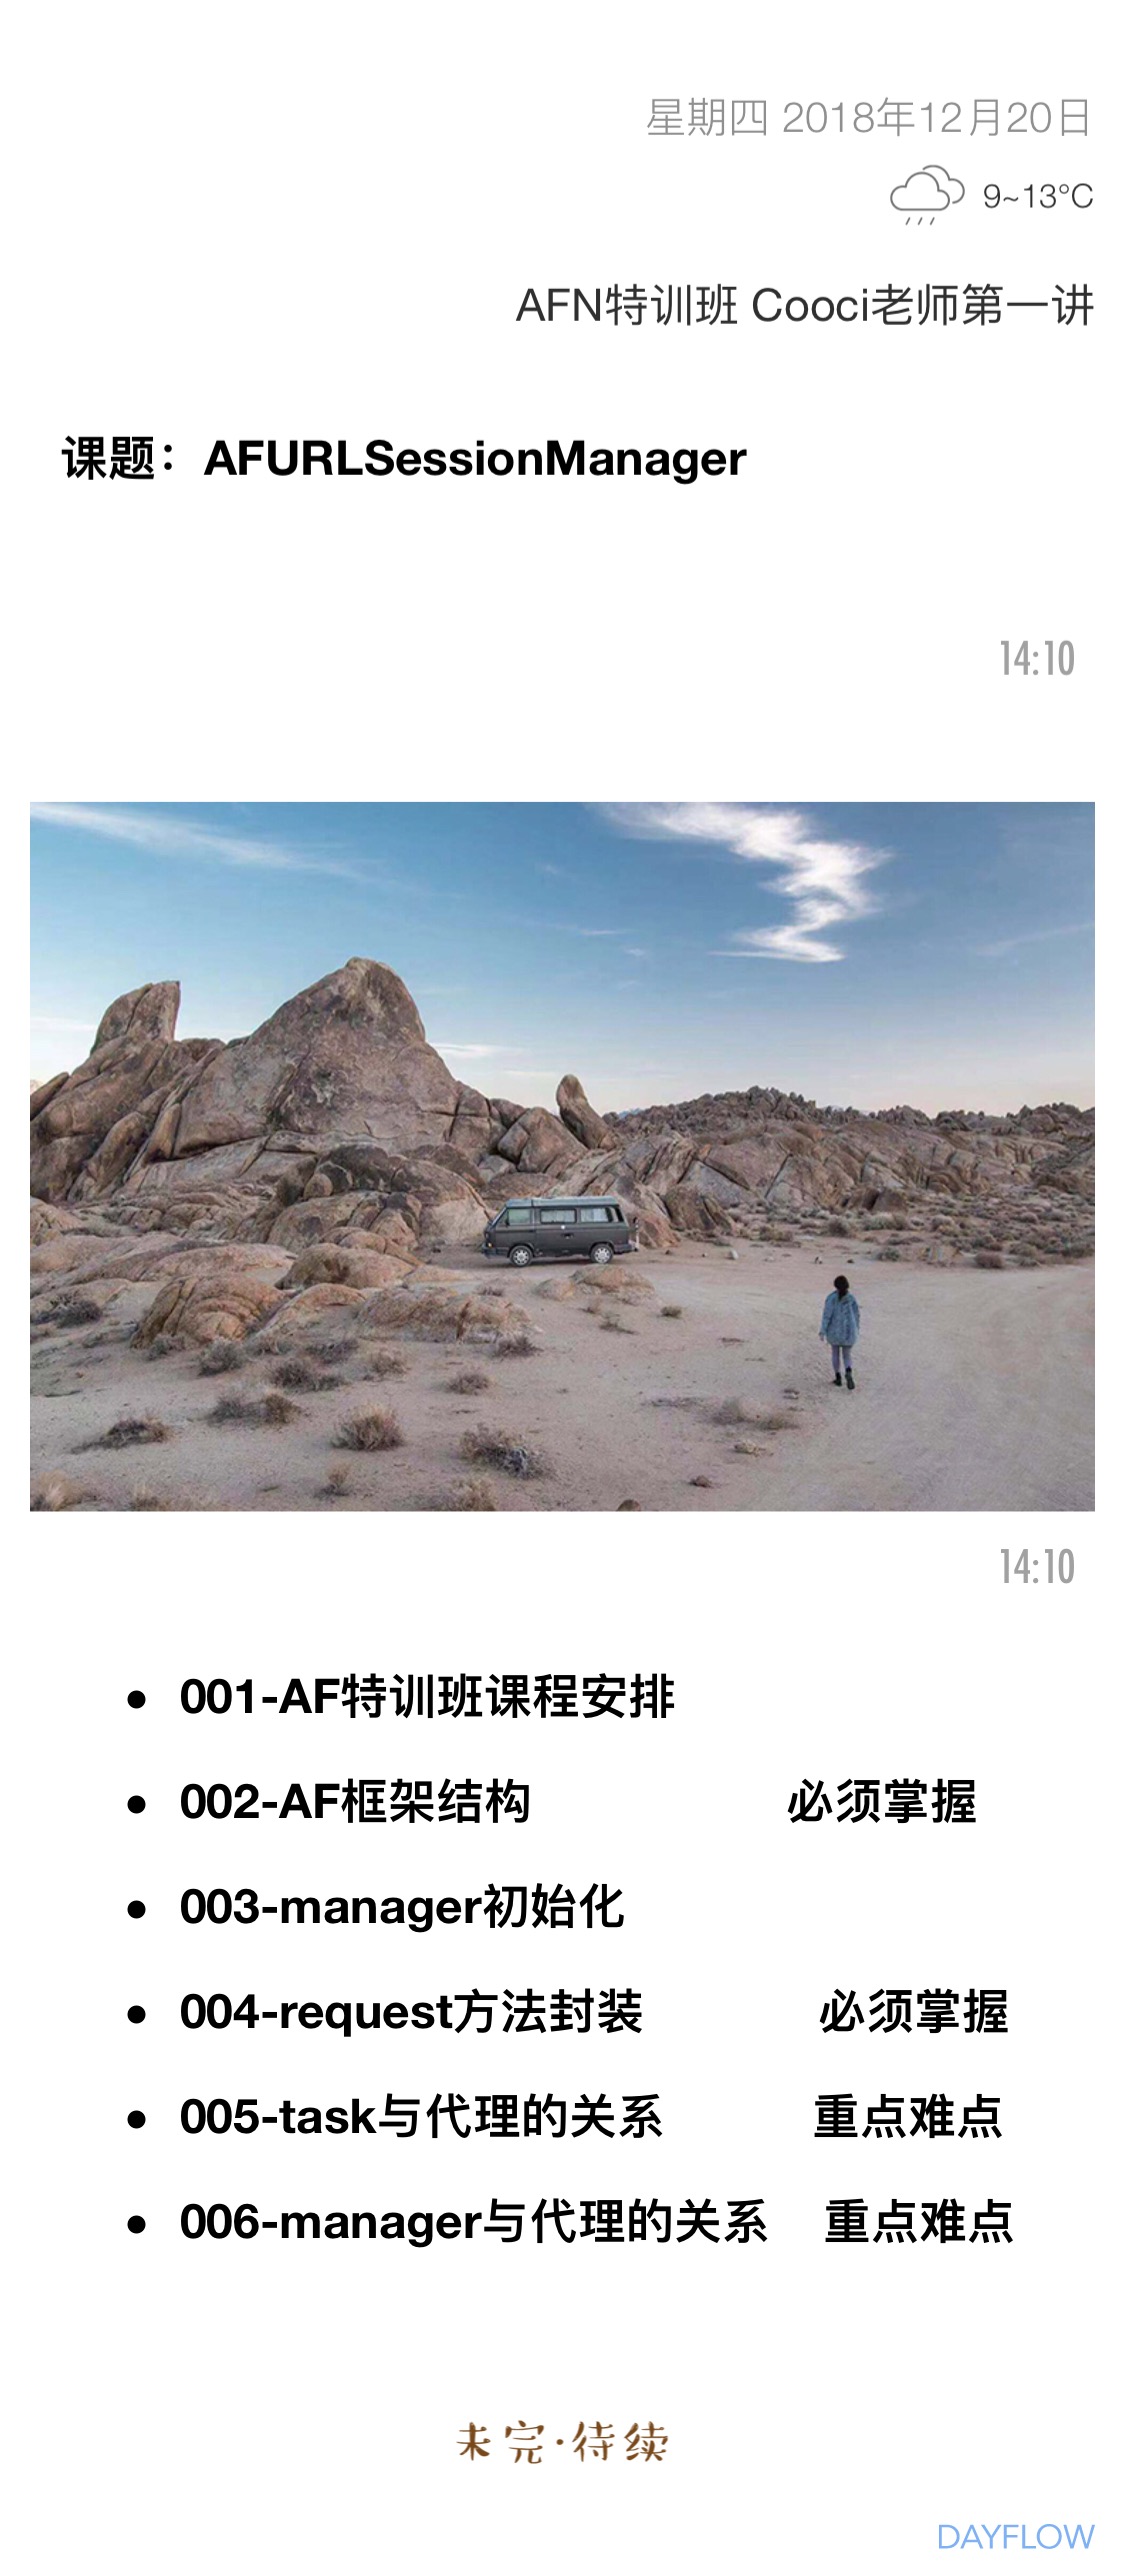 星期四 2018年12月20日
9~13°C
AFN特训班 Cooci老师第一讲
课题：AFURLSessionManager
14:10
14:10
• 001-AF特训班课程安排
• 002-AF框架结构 必须掌握
• 003-manager初始化
• 004-request方法封装 必须掌握
• 005-task与代理的关系 重点难点
• 006-manager与代理的关系 重点难点
未完·待续
DAYFLOW